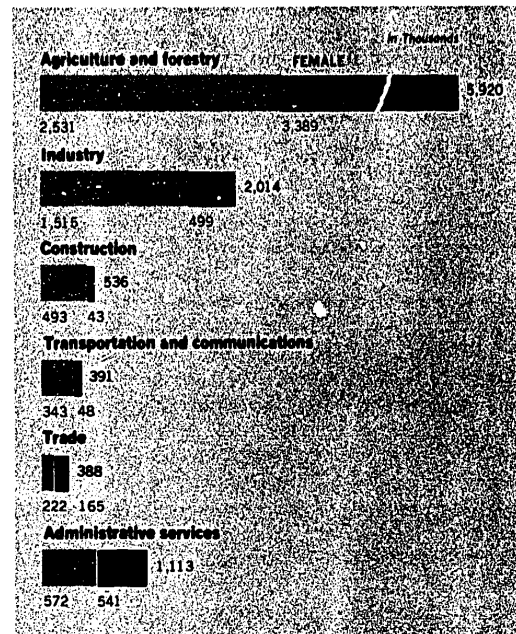 In Thousands
Agriculture and forestry FEMALE
5,920
2,531 3,389
Industry
2,014
1,515 499
Construction
536
493 43
Transportation and communications
391
343 48
Trade
388
222 165
Administrative services
1,113
572 541